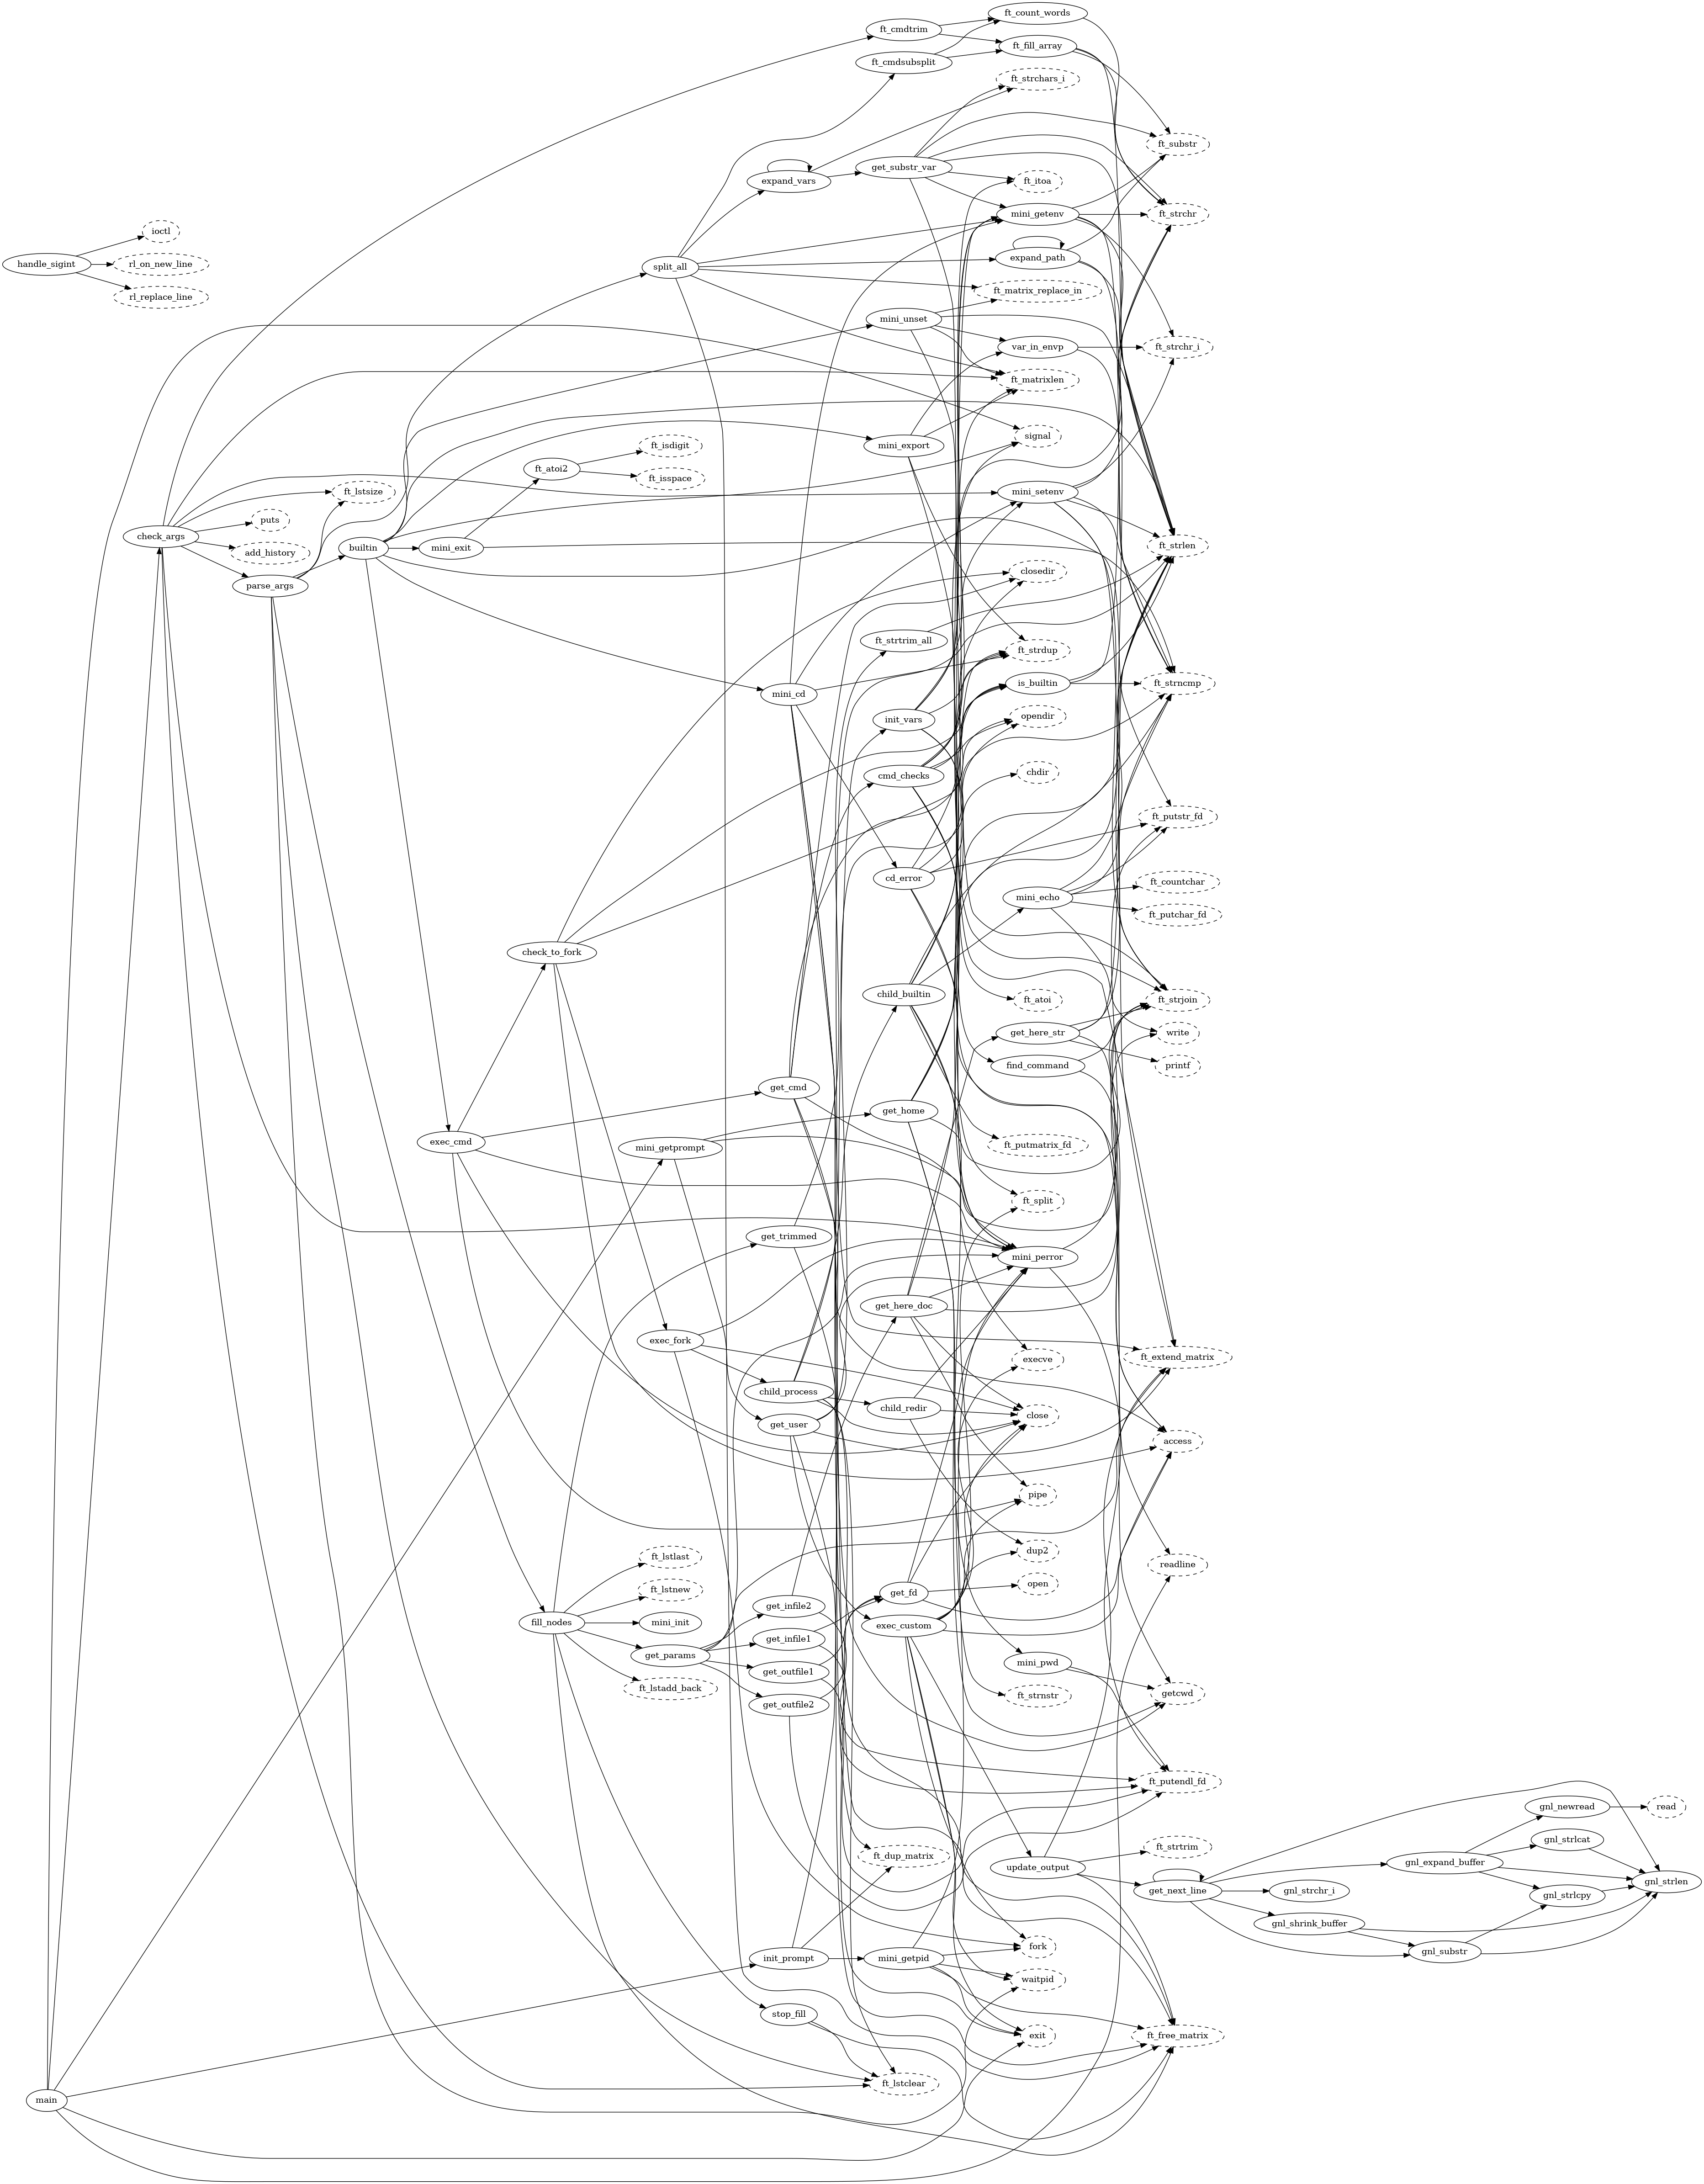 ft_count_words
ft_cmdtrim
ft_fill_array
ft_cmdsubsplit
ft_strchars_i
ft_substr
get_substr_var
expand_vars
ft_itoa
mini_getenv
ft_strchr
ioctl
expand_path
handle_sigint
rl_on_new_line
split_all
ft_matrix_replace_in
rl_replace_line
mini_unset
var_in_envp
ft_strchr_i
ft_matrixlen
signal
mini_export
ft_isdigit
ft_atoi2
ft_isspace
ft_lstsize
mini_setenv
puts
check_args
ft_strlen
builtin
mini_exit
add_history
closedir
parse_args
ft_strtrim_all
ft_strdup
is_builtin
ft_strncmp
mini_cd
opendir
init_vars
chdir
cmd_checks
ft_putstr_fd
cd_error
ft_countchar
mini_echo
ft_putchar_fd
check_to_fork
child_builtin
ft_atoi
ft_strjoin
get_here_str
write
find_command
printf
get_cmd
get_home
exec_cmd
ft_putmatrix_fd
mini_getprompt
ft_split
get_trimmed
mini_perror
get_here_doc
exec_fork
ft_extend_matrix
execve
child_process
child_redir
close
get_user
access
pipe
dup2
ft_lstlast
readline
open
ft_lstnew
get_fd
get_infile2
fill_nodes
mini_init
exec_custom
get_infile1
get_params
mini_pwd
get_outfile1
ft_lstadd_back
getcwd
ft_strnstr
get_outfile2
ft_putendl_fd
gnl_newread
read
gnl_strlcat
ft_strtrim
ft_dup_matrix
gnl_expand_buffer
update_output
gnl_strlen
get_next_line
gnl_strchr_i
gnl_strlcpy
gnl_shrink_buffer
fork
gnl_substr
init_prompt
mini_getpid
waitpid
stop_fill
exit
ft_free_matrix
ft_lstclear
main